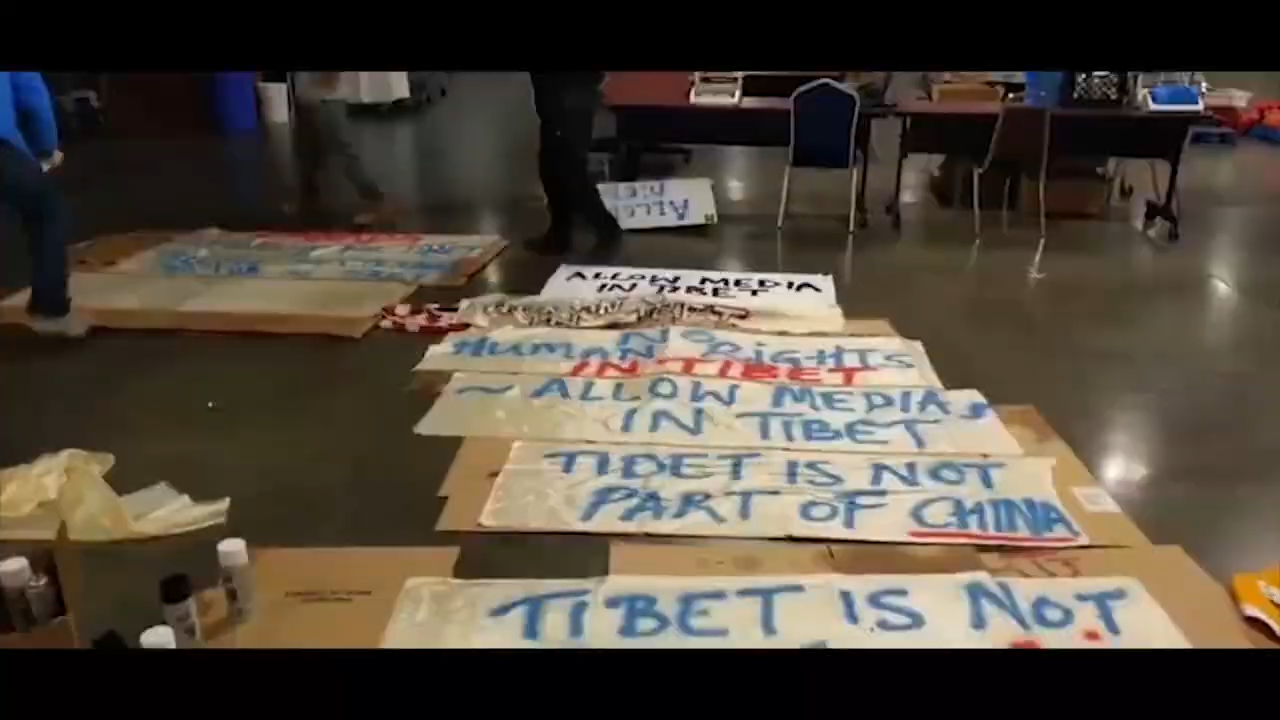 ALLOW MEDIA
IN TIBET
NO
HUMAN RIGHTS
IN TIBET
~ ALLOW MEDIA
IN TIBET
TIBET IS NOT
PART OF CHINA
TIBET IS NOT